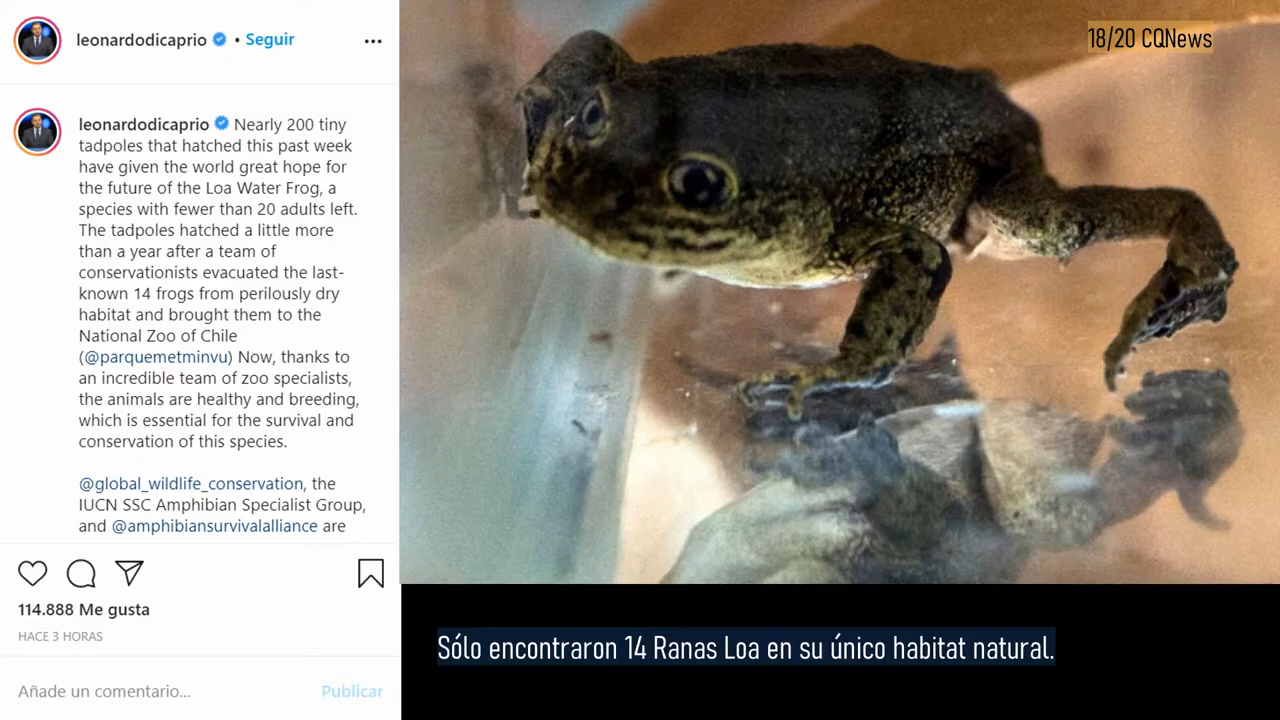 leonardodicaprio • Seguir
leonardodicaprio Nearly 200 tiny
tadpoles that hatched this past week
have given the world great hope for
the future of the Loa Water Frog, a
species with fewer than 20 adults left.
The tadpoles hatched a little more
than a year after a team of
conservationists evacuated the last-
known 14 frogs from perilously dry
habitat and brought them to the
National Zoo of Chile
(@parquemetminvu) Now, thanks to
an incredible team of zoo specialists,
the animals are healthy and breeding,
which is essential for the survival and
conservation of this species.
@global_wildlife_conservation, the
IUCN SSC Amphibian Specialist Group,
and @amphibiansurvivalalliance are
114.888 Me gusta
HACE 3 HORAS
Añade un comentario... Publicar
18/20 CQNews
Sólo encontraron 14 Ranas Loa en su único habitat natural.